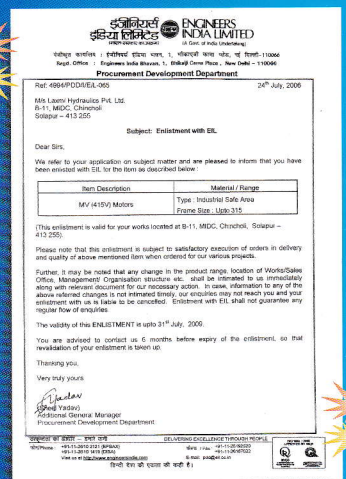 इंजीनियर्स
इंडिया लिमिटेड
ENGINEERS
INDIA LIMITED
(A Govt. of India Undertaking)
Regd. Office : Engineers India Bhavan, 1, Bhikaiji Cama Place, New Delhi – 110066
Procurement Development Department
Ref: 4994/PDD/I/E/L-065
24th July, 2006
M/s Laxmi Hydraulics Pvt. Ltd.
B-11, MIDC, Chincholi
Solapur – 413 255
Subject: Enlistment with EIL
Dear Sirs,
We refer to your application on subject matter and are pleased to inform that you have
been enlisted with EIL for the item as described below :
Item Description
Material / Range
MV (415V) Motors
Type : Industrial Safe Area
Frame Size : Upto 315
(This enlistment is valid for your works located at B-11, MIDC, Chincholi, Solapur –
413 255).
Please note that this enlistment is subject to satisfactory execution of orders in delivery
and quality of above mentioned item when ordered for our various projects.
Further, it may be noted that any change in the product range, location of Works/Sales
Office, Management/ Organisation structure etc. shall be intimated to us immediately
along with relevant document for our necessary action. In case, information to any of the
above referred changes is not intimated timely, our enquiries may not reach you and your
enlistment with us is liable to be cancelled. Enlistment with EIL shall not guarantee any
regular flow of enquiries.
The validity of this ENLISTMENT is upto 31st July, 2009.
You are advised to contact us 6 months before expiry of the enlistment, so that
revalidation of your enlistment is taken up.
Thanking you,
Very truly yours
Yadav)
Additional General Manager
Procurement Development Department
DELIVERING EXCELLENCE THROUGH PEOPLE